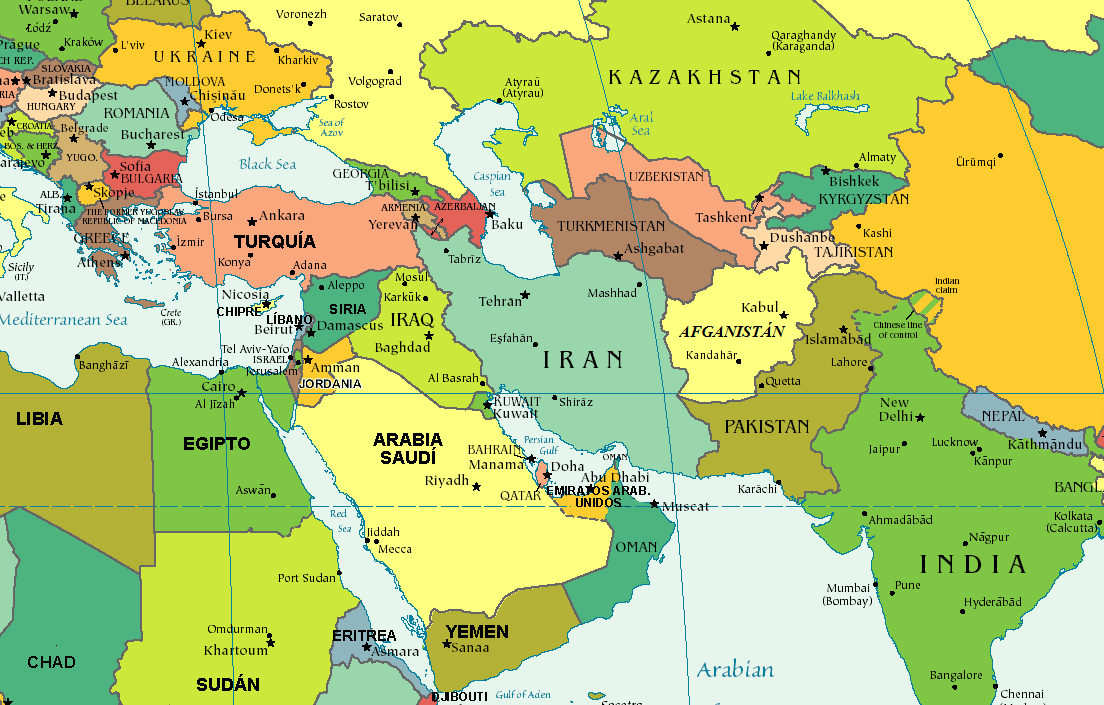 BELARUS
Warsaw
Łódź
Voronezh
Saratov
Astana
Qaraghandy
(Karaganda)
Prague
Kraków
L'viv
Kiev
UKRAINE
Kharkiv
CH REP.
SLOVAKIA
Bratislava
Volgograd
Atyraū
(Atyrau)
KAZAKHSTAN
MOLDOVA
Budapest
HUNGARY
Chişinău
Donets'k
Rostov
Lake Balkhash
ROMANIA
Odesa
Sea of
Azov
Aral
Sea
CROATIA
Belgrade
Bucharest
BOS. & HERZ.
YUGO.
Black Sea
Almaty
Ürümqi
Sofia
BULGARIA
GEORGIA
T'bilisi
Caspian
Sea
UZBEKISTAN
Bishkek
KYRGYZSTAN
ALB.
Tirana
Skopje
İstanbul
THE FORMER YUGOSLAV
REPUBLIC OF MACEDONIA
Bursa
Ankara
ARMENIA
AZERBAIJAN
Yerevan
Baku
Tashkent
TURKMENISTAN
Kashi
GREECE
Athens
İzmir
TURQUÍA
Konya
Adana
Tabrīz
Ashgabat
Dushanbe
TAJIKISTAN
Sicily
(IT.)
Valletta
Mediterranean Sea
Crete
(GR.)
Nicosia
CHIPRE
LÍBANO
Beirut
Aleppo
SIRIA
Damascus
Mosul
Karkūk
IRAQ
Baghdad
Tehrān
Mashhad
Eşfahān
IRAN
Kabul
AFGANISTÁN
Kandahār
Indian
claim
Chinese line
of control
Islāmābād
Lahore
Banghāzī
Alexandria
Tel Aviv-Yafo
ISRAEL
Jerusalem
Amman
JORDANIA
Al Basrah
Cairo
Al Jīzah
KUWAIT
Kuwait
Shīrāz
Quetta
New
Delhi
NEPAL
Kāthmāndu
LIBIA
EGIPTO
ARABIA
SAUDÍ
Persian
Gulf
BAHRAIN
Manama
OMAN
PAKISTAN
Jaipur
Lucknow
Kānpur
Riyadh
Doha
QATAR
Abu Dhabi
EMIRATOS ARAB.
UNIDOS
Muscat
Karāchi
BANGL
Aswān
Red
Sea
Jiddah
Mecca
OMAN
Ahmadābād
Nāgpur
Kolkata
(Calcutta)
INDIA
Port Sudan
Mumbai
(Bombay)
Pune
Hyderābād
Omdurman
Khartoum
ERITREA
Asmara
YEMEN
Sanaa
CHAD
SUDÁN
Arabian
Bangalore
DJIBOUTI
Gulf of Aden
Chennai